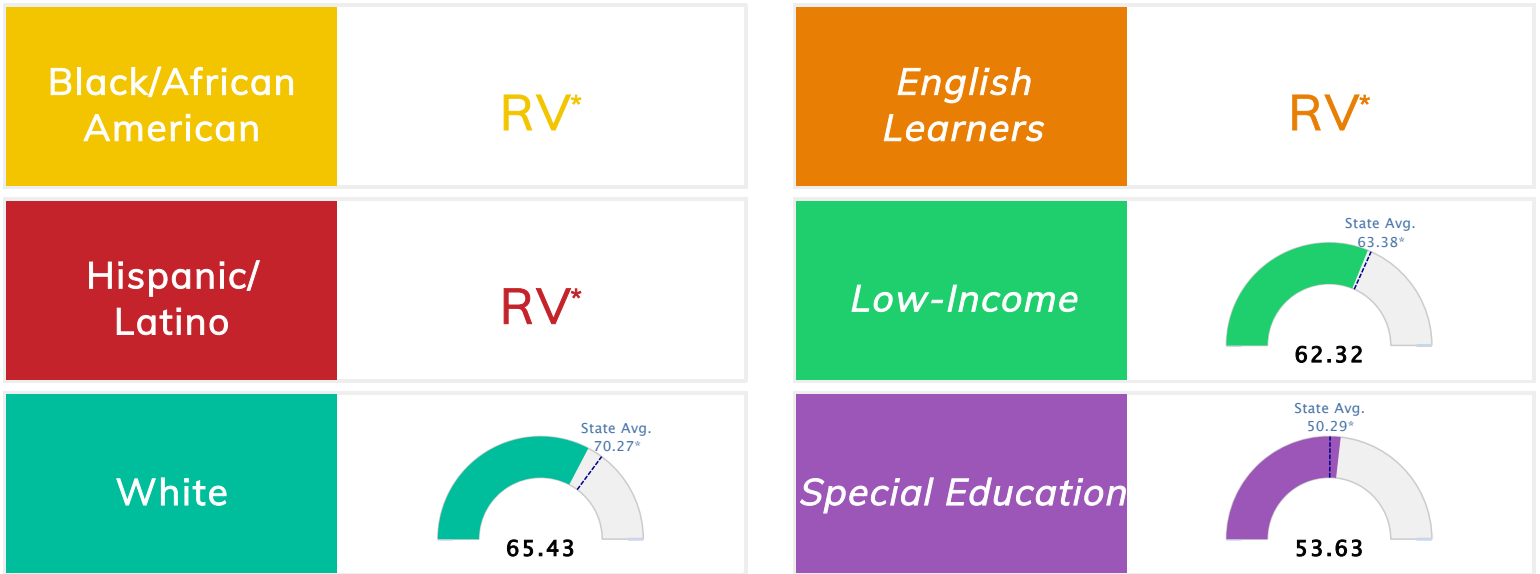 Black/African
American
RV*
English
Learners
RV*
Hispanic/
Latino
RV*
Low-Income
State Avg.
63.38*
62.32
White
State Avg.
70.27*
65.43
Special Education
State Avg.
50.29*
53.63